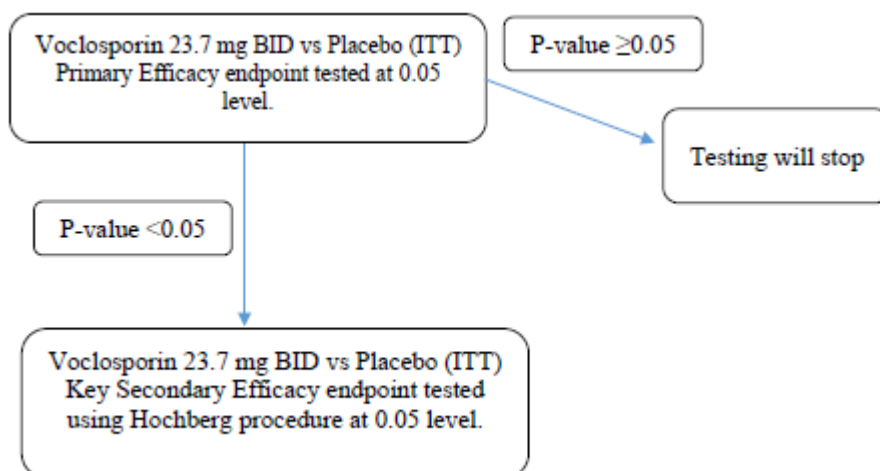 Voclosporin 23.7 mg BID vs Placebo (ITT)
Primary Efficacy endpoint tested at 0.05
level.
P-value ≥0.05
Testing will stop
P-value <0.05
Voclosporin 23.7 mg BID vs Placebo (ITT)
Key Secondary Efficacy endpoint tested
using Hochberg procedure at 0.05 level.